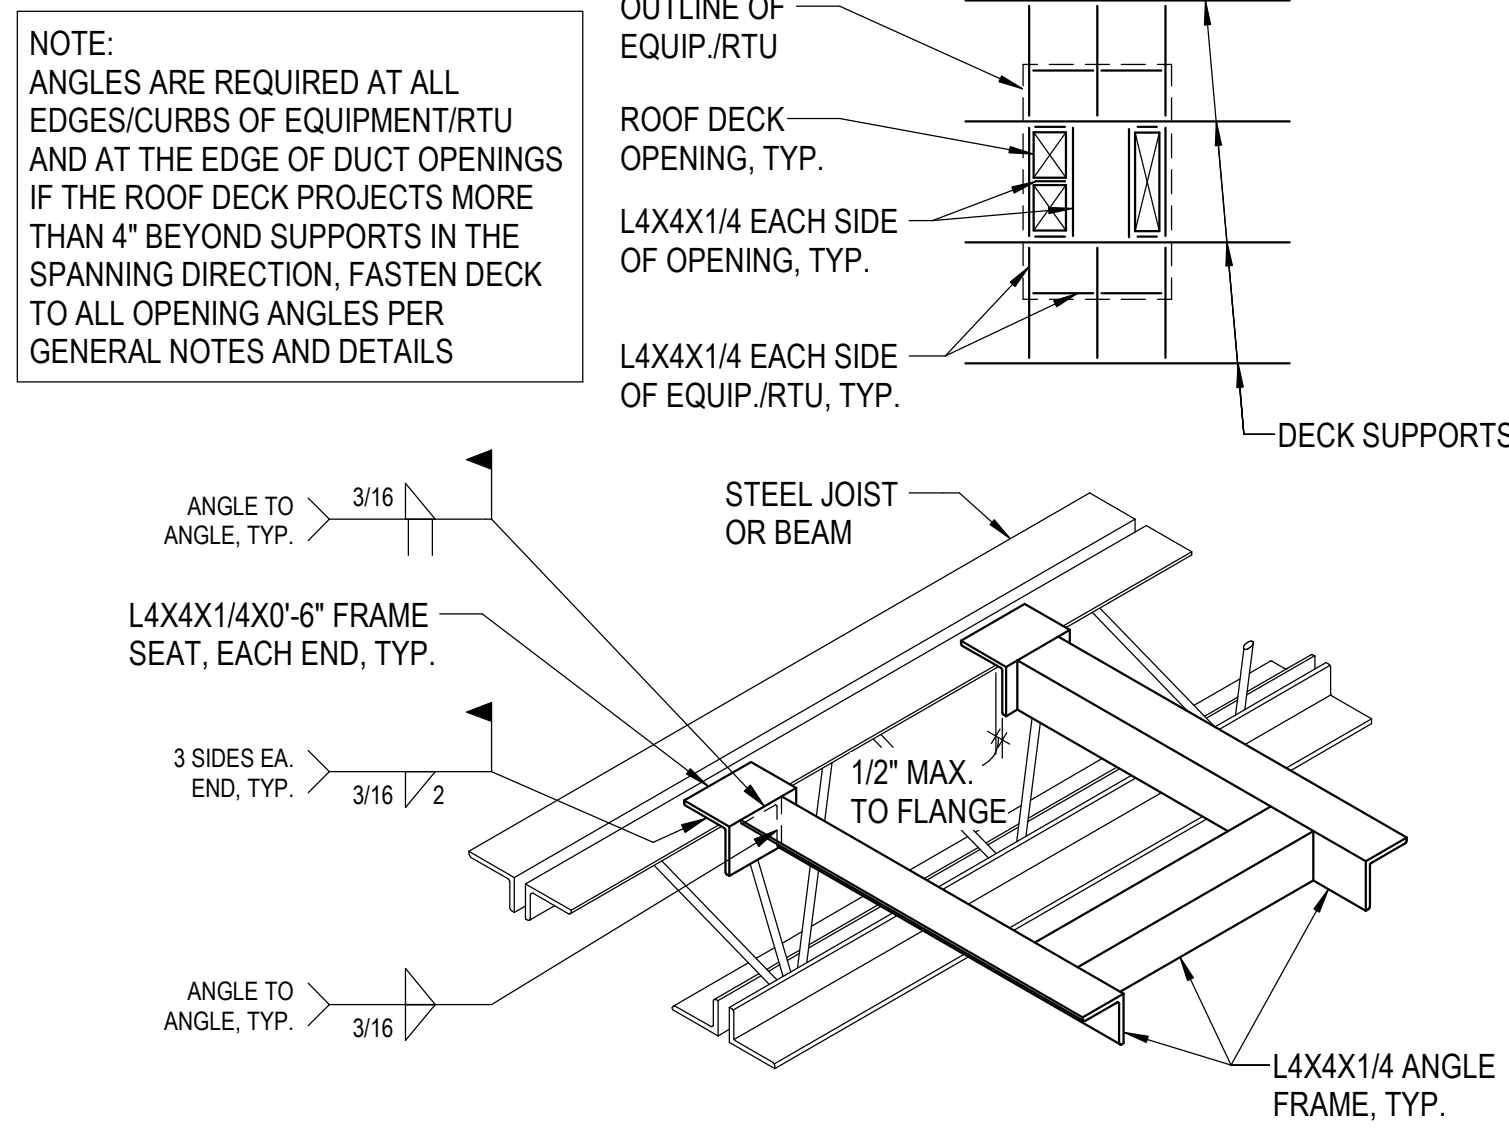 NOTE:
ANGLES ARE REQUIRED AT ALL
EDGES/CURBS OF EQUIPMENT/RTU
AND AT THE EDGE OF DUCT OPENINGS
IF THE ROOF DECK PROJECTS MORE
THAN 4" BEYOND SUPPORTS IN THE
SPANNING DIRECTION, FASTEN DECK
TO ALL OPENING ANGLES PER
GENERAL NOTES AND DETAILS
OUTLINE OF
EQUIP./RTU
ROOF DECK
OPENING, TYP.
L4X4X1/4 EACH SIDE
OF OPENING, TYP.
L4X4X1/4 EACH SIDE
OF EQUIP./RTU, TYP.
DECK SUPPORTS
ANGLE TO
ANGLE, TYP.
3/16
STEEL JOIST
OR BEAM
L4X4X1/4X0'-6" FRAME
SEAT, EACH END, TYP.
3 SIDES EA.
END, TYP.
3/16
2
1/2" MAX.
TO FLANGE
ANGLE TO
ANGLE, TYP.
3/16
L4X4X1/4 ANGLE
FRAME, TYP.